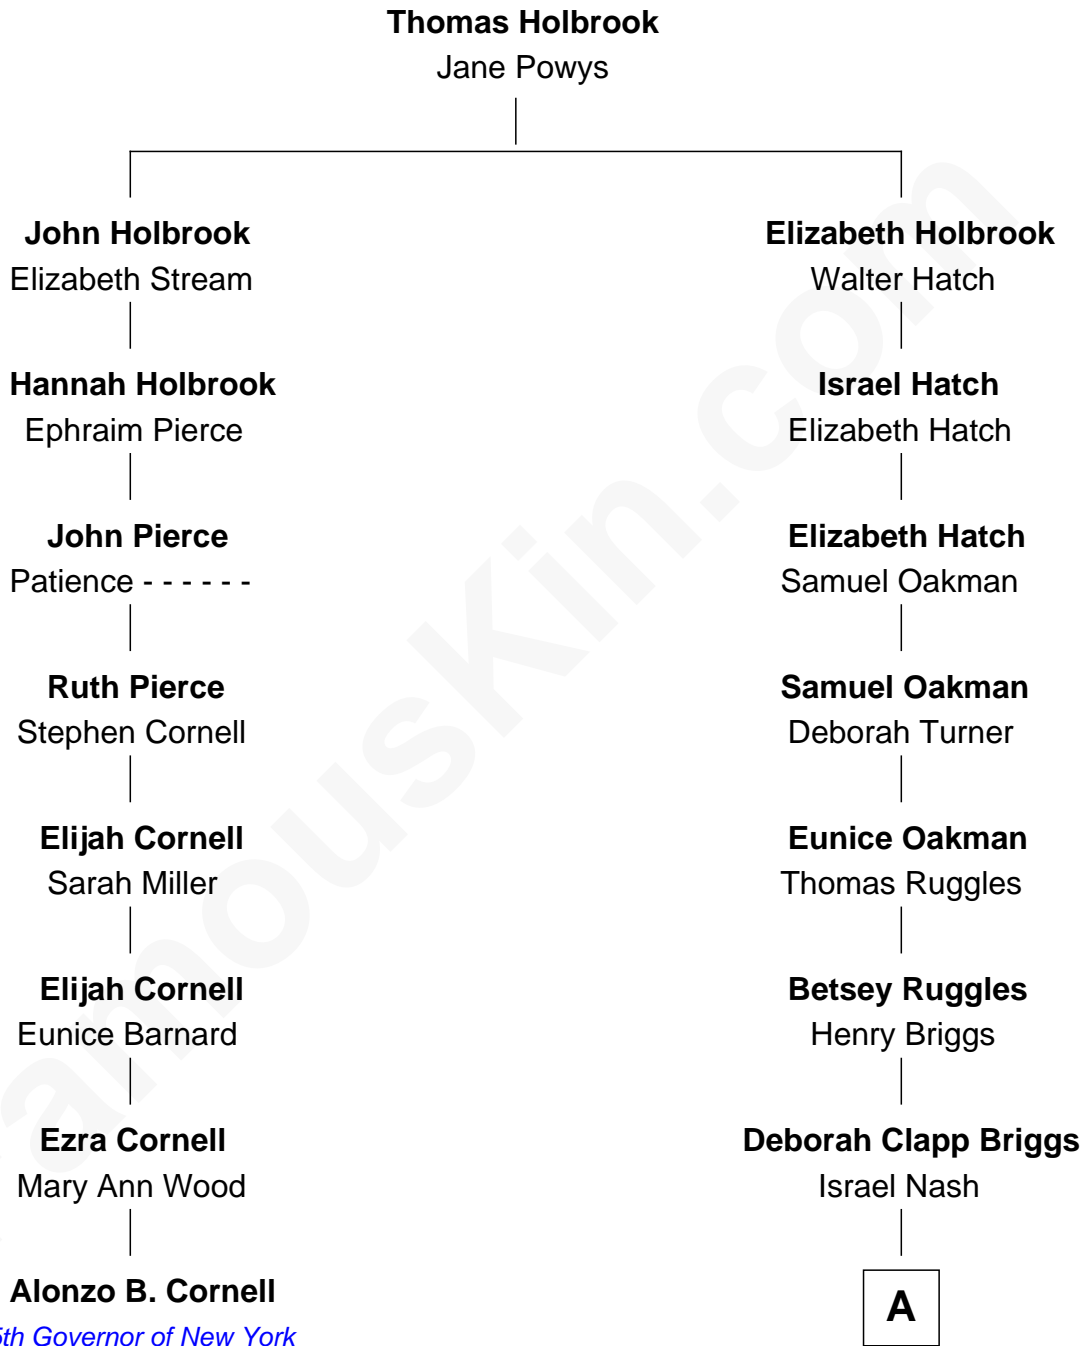 Thomas Holbrook
Jane Powys
John Holbrook
Elizabeth Stream
Hannah Holbrook
Ephraim Pierce
John Pierce
Patience - - - - - -
Ruth Pierce
Stephen Cornell
Elijah Cornell
Sarah Miller
Elijah Cornell
Eunice Barnard
Ezra Cornell
Mary Ann Wood
Alonzo B. Cornell
5th Governor of New York
Elizabeth Holbrook
Walter Hatch
Israel Hatch
Elizabeth Hatch
Elizabeth Hatch
Samuel Oakman
Samuel Oakman
Deborah Turner
Eunice Oakman
Thomas Ruggles
Betsey Ruggles
Henry Briggs
Deborah Clapp Briggs
Israel Nash
A
amouskin.com